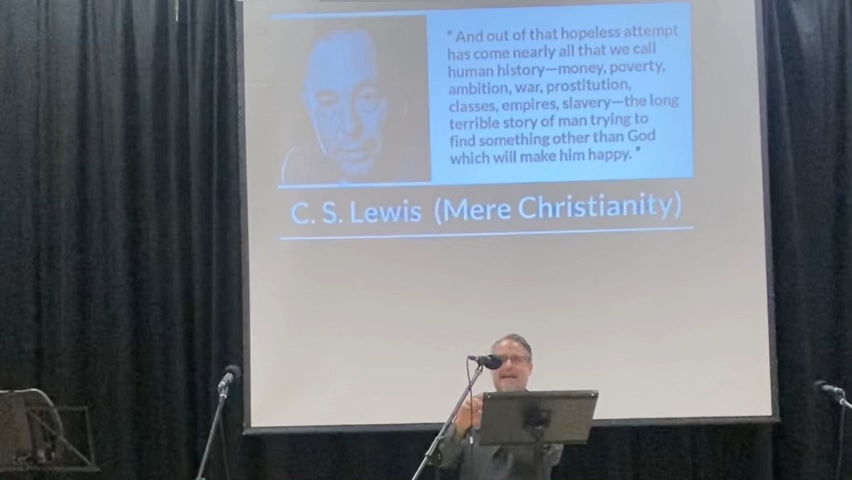 “And out of that hopeless attempt
has come nearly all that we call
human history—money, poverty,
ambition, war, prostitution,
classes, empires, slavery—the long
terrible story of man trying to
find something other than God
which will make him happy.”
C. S. Lewis (Mere Christianity)